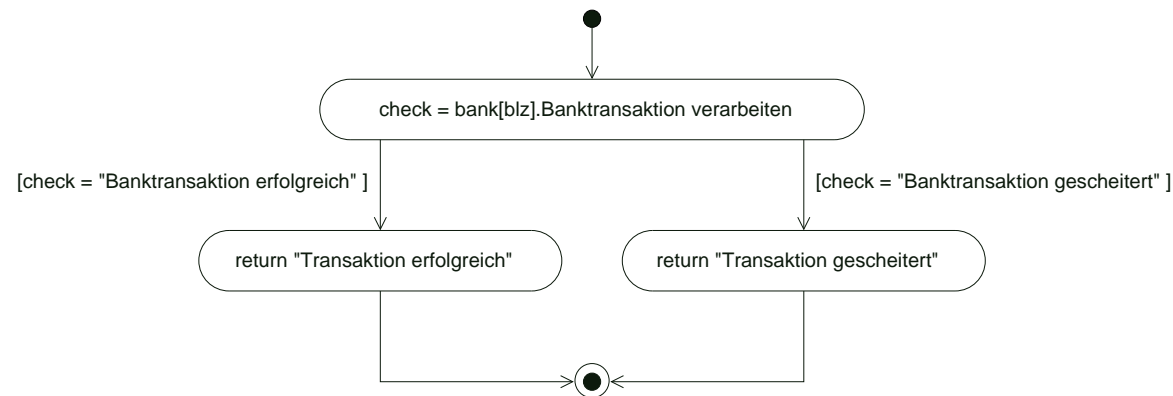 check = bank[blz].Banktransaktion verarbeiten
[check = "Banktransaktion erfolgreich" ]
[check = "Banktransaktion gescheitert" ]
return "Transaktion erfolgreich"
return "Transaktion gescheitert"